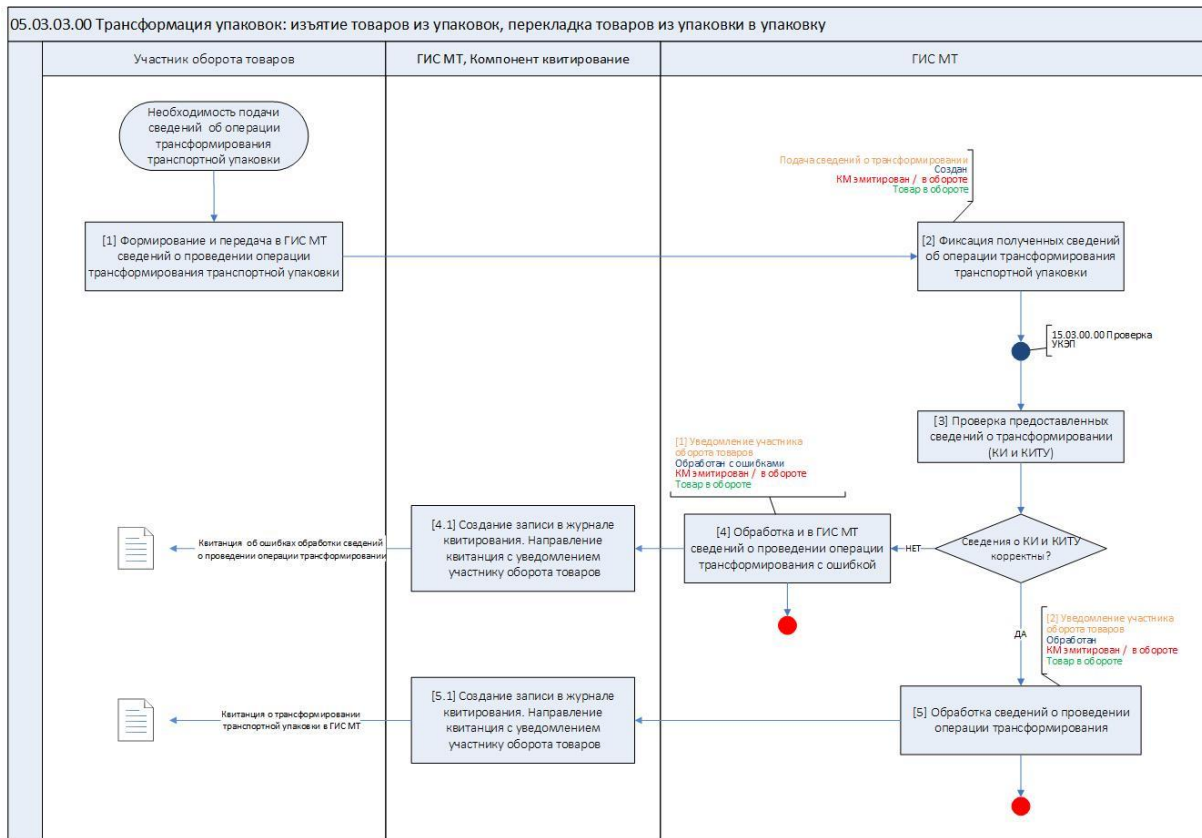 05.03.03.00 Трансформация упаковок: изъятие товаров из упаковок, перекладка товаров из упаковки в упаковку
Участник оборота товаров
ГИС МТ, Компонент квитирование
ГИС МТ
Необходимость подачи
сведений об операции
трансформирования
транспортной упаковки
Подача сведений о трансформировании
Создан
КМ эмитирован / в обороте
Товар в обороте
[1] Формирование и передача в ГИС МТ
сведений о проведении операции
трансформирования транспортной упаковки
[2] Фиксация полученных сведений
об операции трансформирования
транспортной упаковки
15.03.00.00 Проверка
УКЭП
[3] Проверка предоставленных
сведений о трансформировании
(КИ и КИТУ)
[1] Уведомление участника
оборота товаров
Обработан с ошибками
КМ эмитирован / в обороте
Товар в обороте
Квитанция об ошибках обработки сведений
о проведении операции трансформировании
[4.1] Создание записи в журнале
квитирования. Направление
квитанция с уведомлением
участнику оборота товаров
[4] Обработка и в ГИС МТ
сведений о проведении операции
трансформирования с ошибкой
НЕТ
Сведения о КИ и КИТУ
корректны?
ДА
[2] Уведомление участника
оборота товаров
Обработан
КМ эмитирован / в обороте
Товар в обороте
Квитанция о трансформировании
транспортной упаковки в ГИС МТ
[5.1] Создание записи в журнале
квитирования. Направление
квитанция с уведомлением
участнику оборота товаров
[5] Обработка сведений о проведении
операции трансформирования